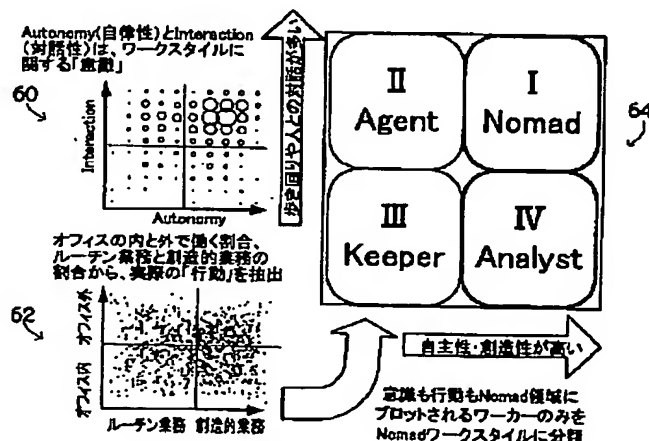 Autonomy(自律性)とInteraction
(対話性)は、ワークスタイルに
関する「意識」
60
Interaction
Autonomy
歩き回りや人との対話が多い
II
Agent
I
Nomad
64
III
Keeper
IV
Analyst
オフィスの内と外で働く割合、
ルーチン業務と創造的業務の
割合から、実際の「行動」を抽出
62
オフィス外
オフィス内
ルーチン業務 創造的業務
自主性・創造性が高い
意識も行動もNomad領域に
プロットされるワーカーのみを
Nomadワークスタイルに分類